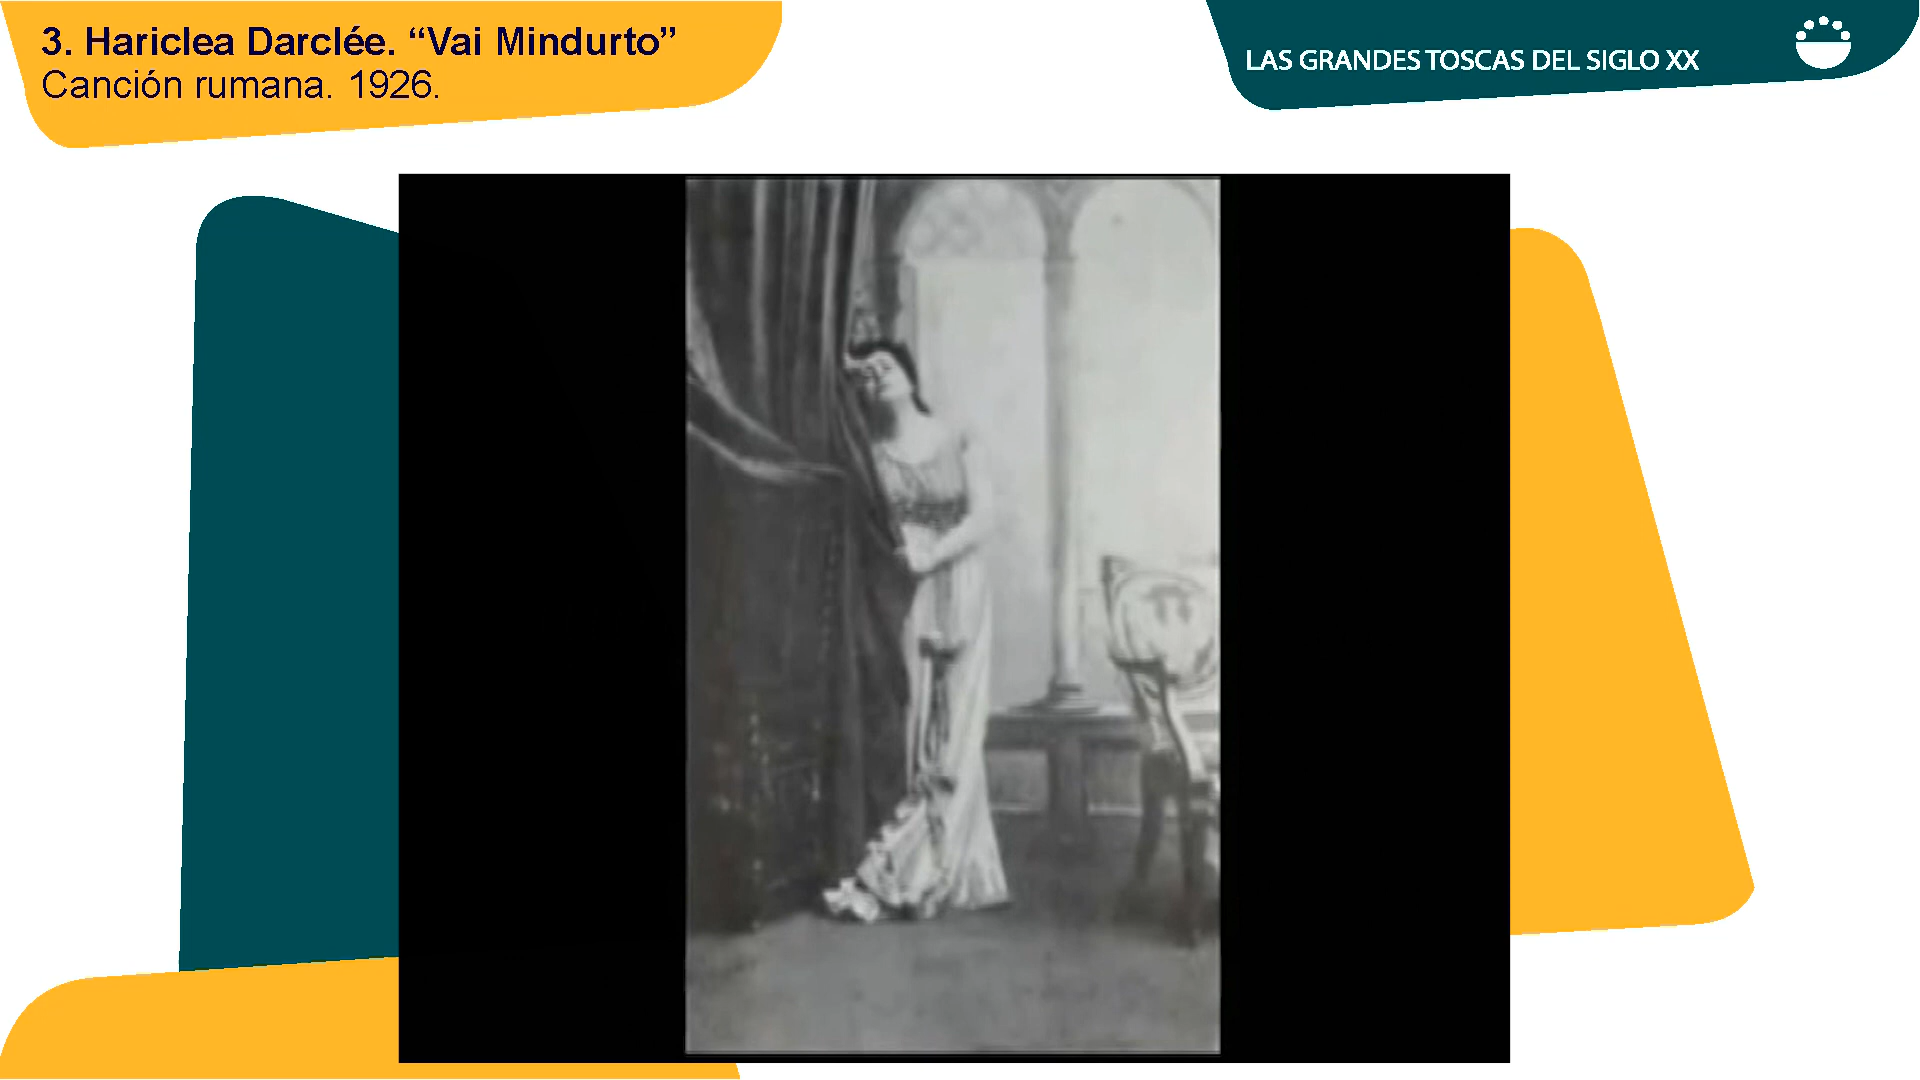 3. Hariclea Darclée. “Vai Mindurto”
Canción rumana. 1926.
LAS GRANDES TOSCAS DEL SIGLO XX